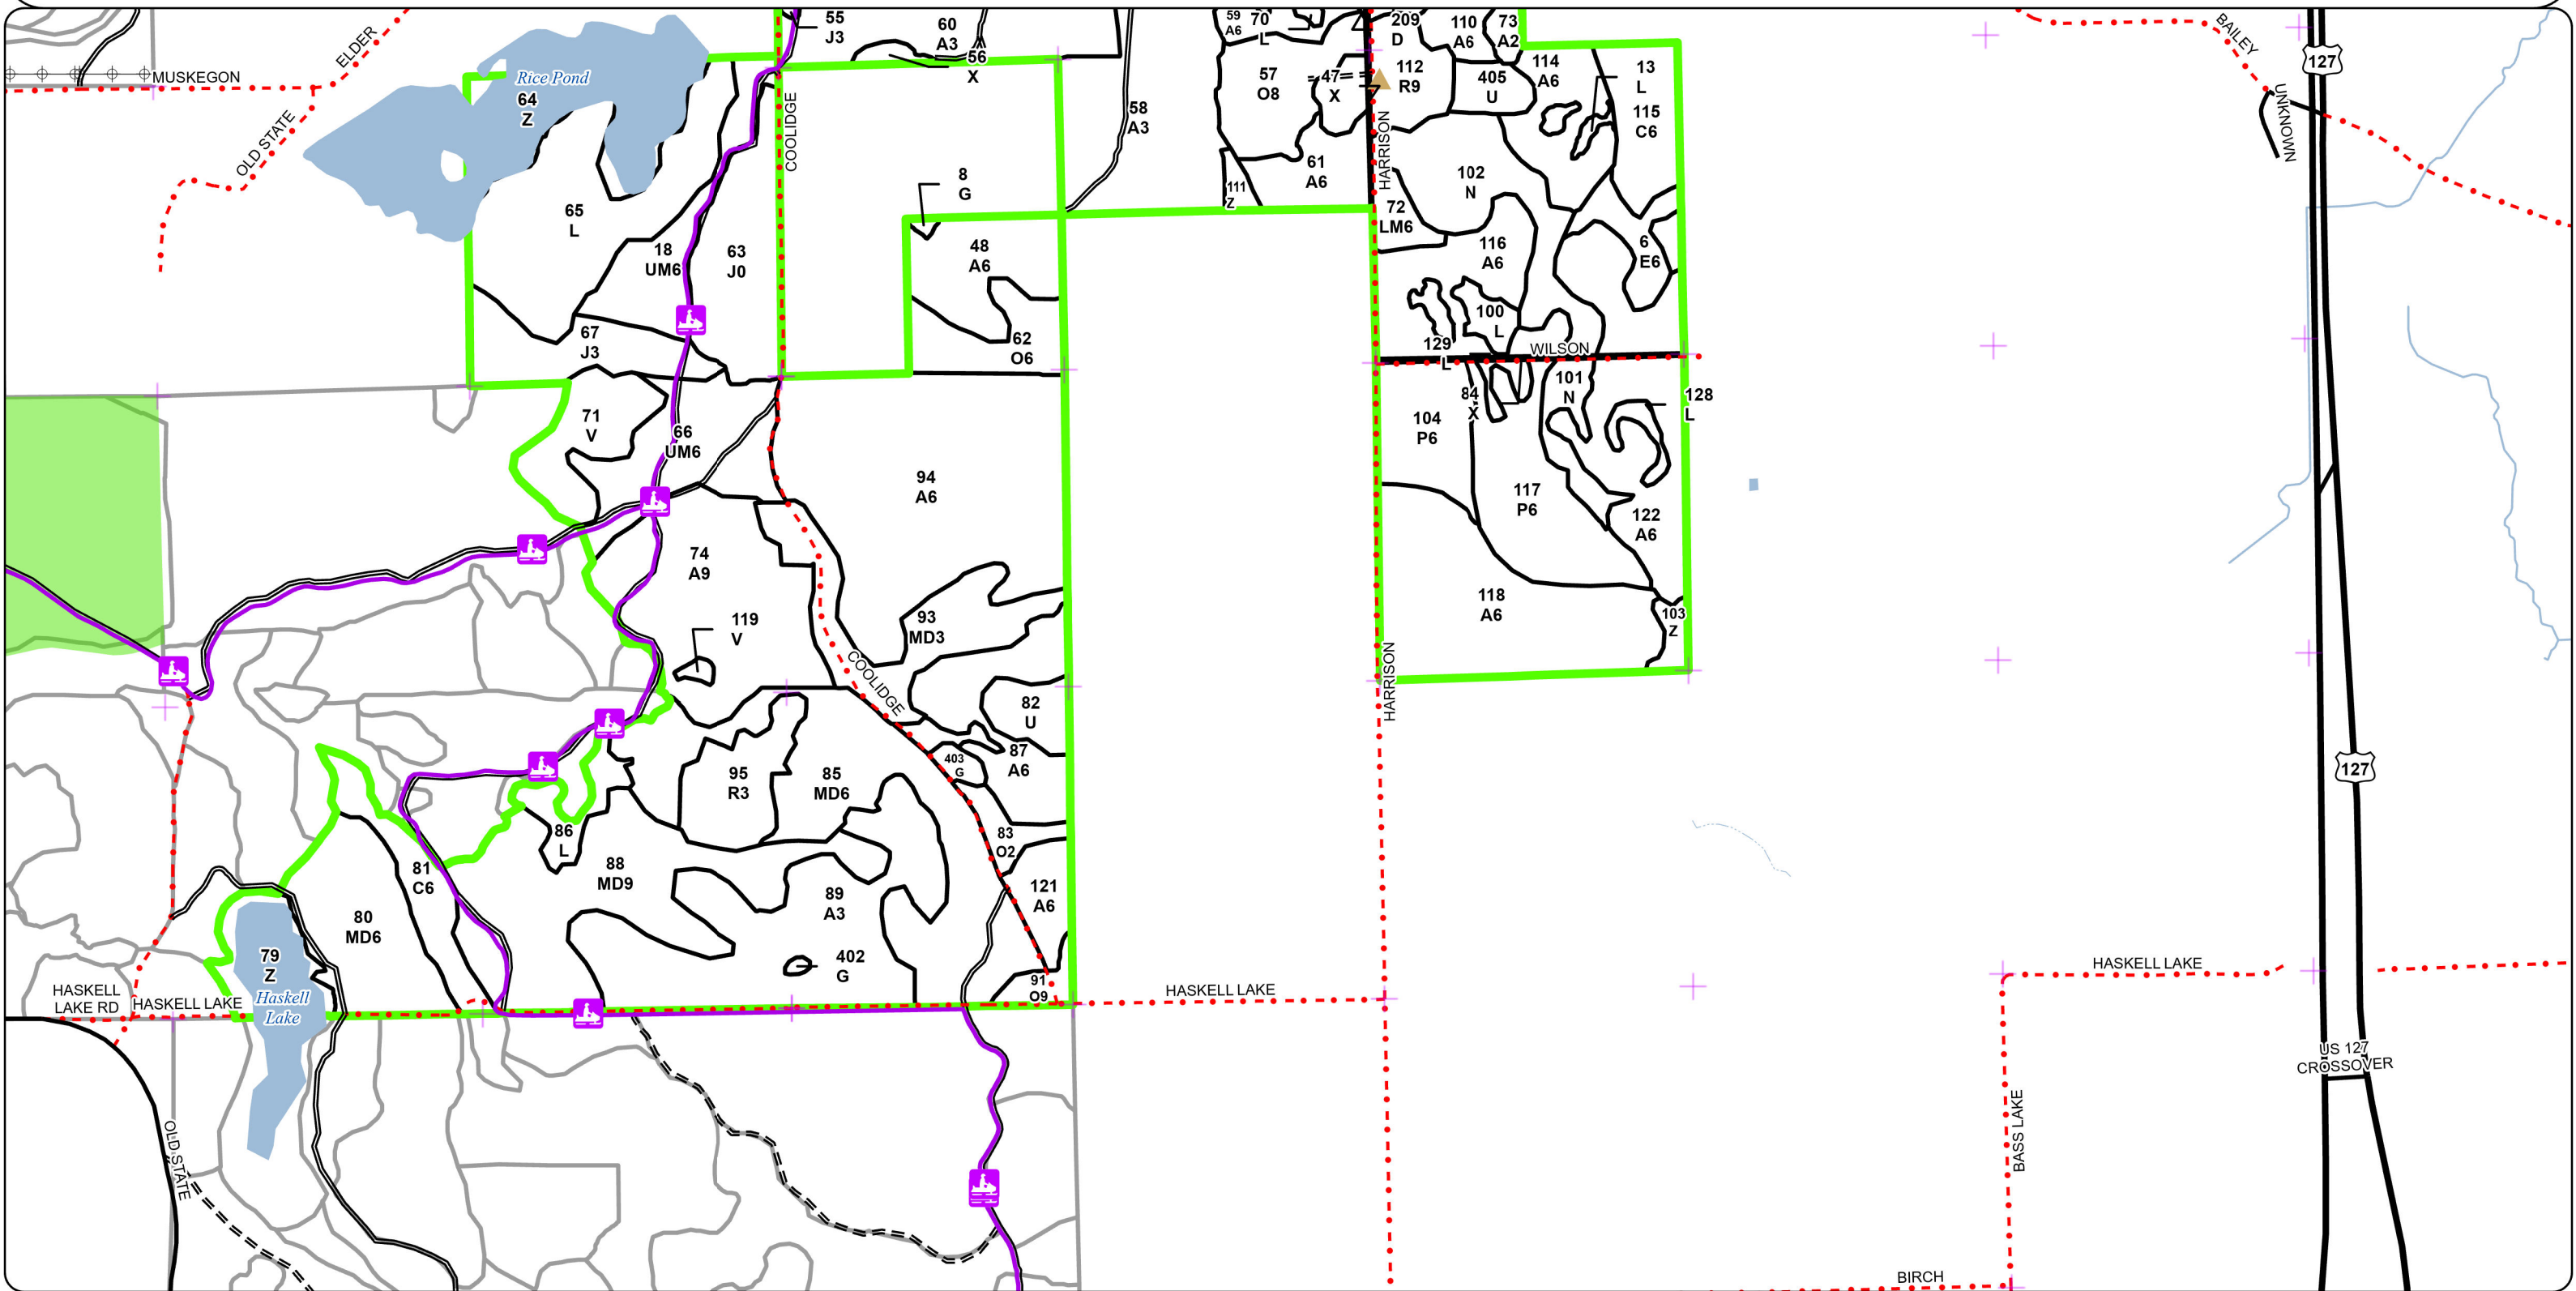 55
J3
60
A3
56
X
59
A6
70
L
209
D
110
A6
73
A2
BAILEY
127
ELDER
MUSKEGON
Rice Pond
64
Z
COOLIDGE
57
O8
47
X
112
R9
405
U
114
A6
13
L
115
C6
UNKNOWN
58
A3
OLD STATE
HARRISON
61
A6
111
Z
8
G
102
N
65
L
72
LM6
18
UM6
63
J0
48
A6
116
A6
6
E6
67
J3
62
O6
100
L
129
L
WILSON
71
V
66
UM6
84
X
101
N
128
L
104
P6
94
A6
117
P6
122
A6
74
A9
118
A6
103
Z
119
V
93
MD3
COOLIDGE
HARRISON
82
U
87
A6
403
G
95
R3
85
MD6
127
86
L
83
O2
88
MD9
81
C6
89
A3
121
A6
80
MD6
79
Z
402
G
91
O9
HASKELL
LAKE RD
HASKELL LAKE
Haskell
Lake
HASKELL LAKE
HASKELL LAKE
US 127
CROSSOVER
OLD STATE
BASS LAKE
BIRCH